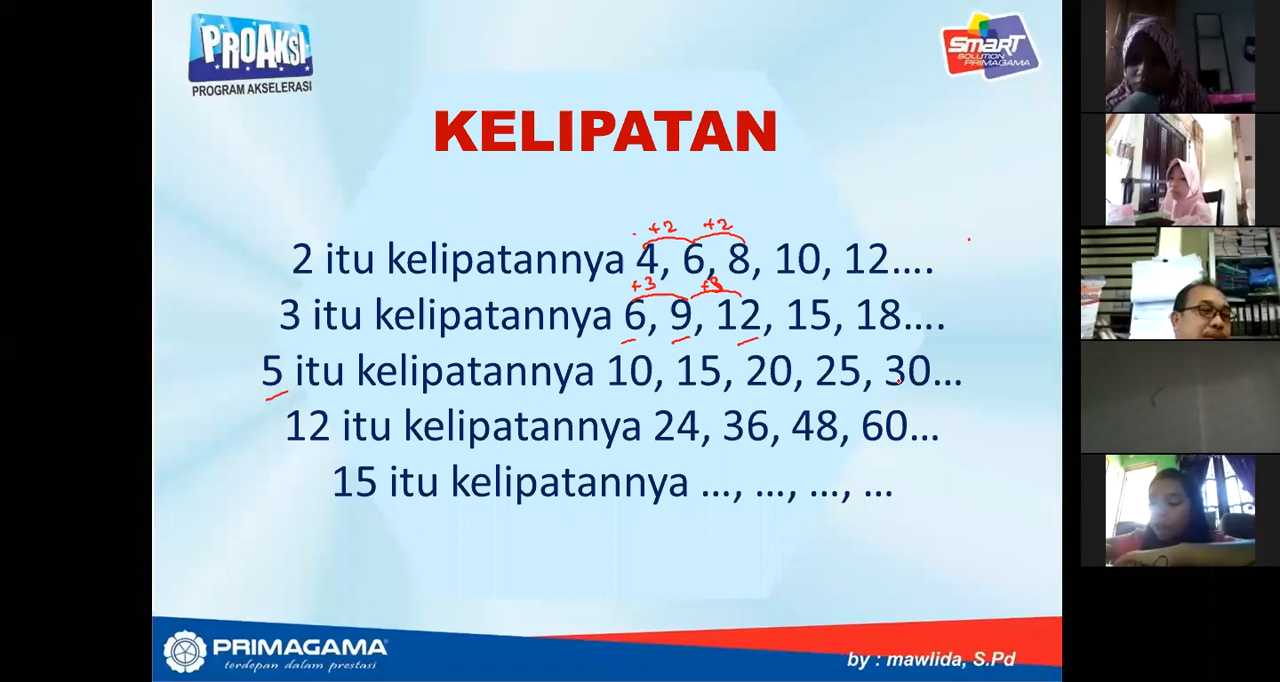 PROAKSI
PROGRAM AKSELERASI
SMART
SOLUTION
PRIMAGAMA
KELIPATAN
+2 +2
2 itu kelipatannya 4, 6, 8, 10, 12....
+3 +3
3 itu kelipatannya 6, 9, 12, 15, 18....
5 itu kelipatannya 10, 15, 20, 25, 30...
12 itu kelipatannya 24, 36, 48, 60...
15 itu kelipatannya ..., ..., ..., ...
PRIMAGAMA
terdepan dalam prestasi
by : mawlida, S.Pd